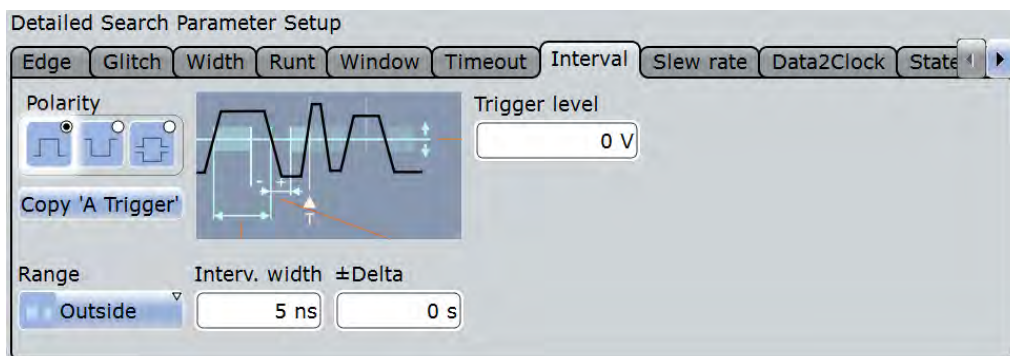 Detailed Search Parameter Setup
Edge Glitch Width Runt Window Timeout Interval Slew rate Data2Clock State
Polarity
Trigger level
0 V
- +
Copy 'A Trigger'
T
Range Interv. width ±Delta
Outside 5 ns 0 s